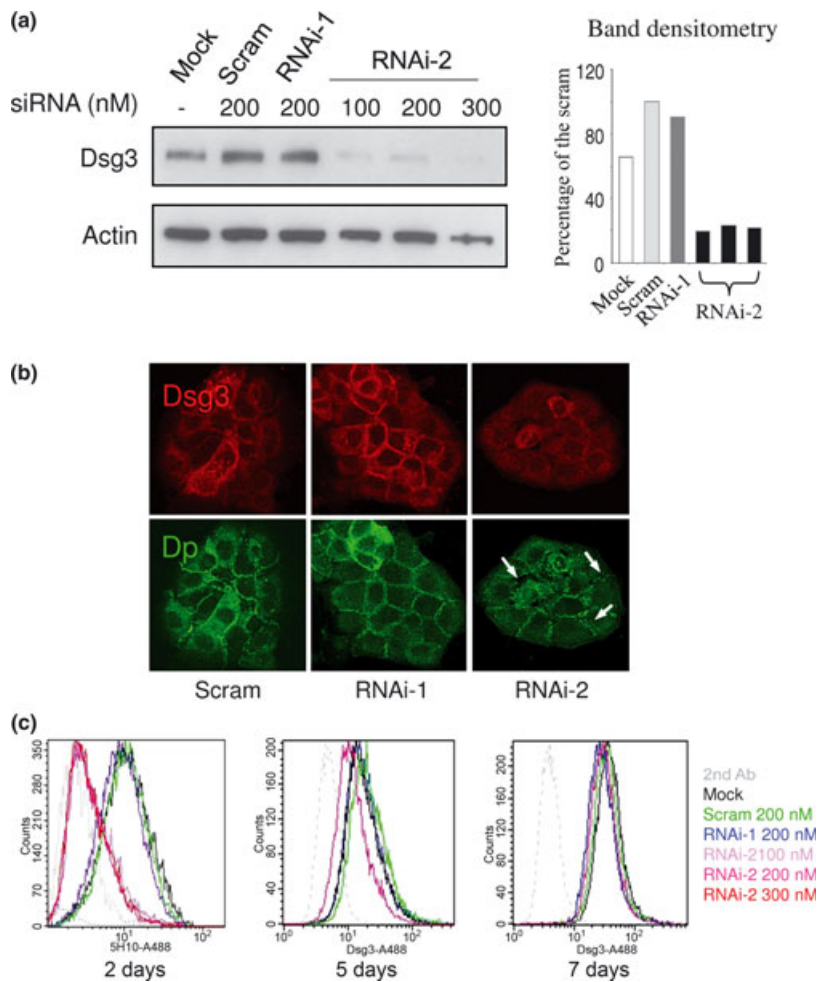 (a)
Mock
Scram
RNAi-1
RNAi-2
siRNA (nM)
- 200 200 100 200 300
Dsg3
Actin
Band densitometry
Percentage of the scram
120
80
40
0
Mock
Scram
RNAi-1
RNAi-2
(b)
Dsg3
Dp
Scram RNAi-1 RNAi-2
(c)
Counts
350
280
210
140
70
0
10¹ 10²
5H10-A488
2 days
Counts
200
160
120
80
40
0
10⁰ 10¹ 10²
Dsg3-A488
5 days
Counts
200
160
120
80
40
0
10⁰ 10¹ 10²
Dsg3-A488
7 days
2nd Ab
Mock
Scram 200 nM
RNAi-1 200 nM
RNAi-2100 nM
RNAi-2 200 nM
RNAi-2 300 nM